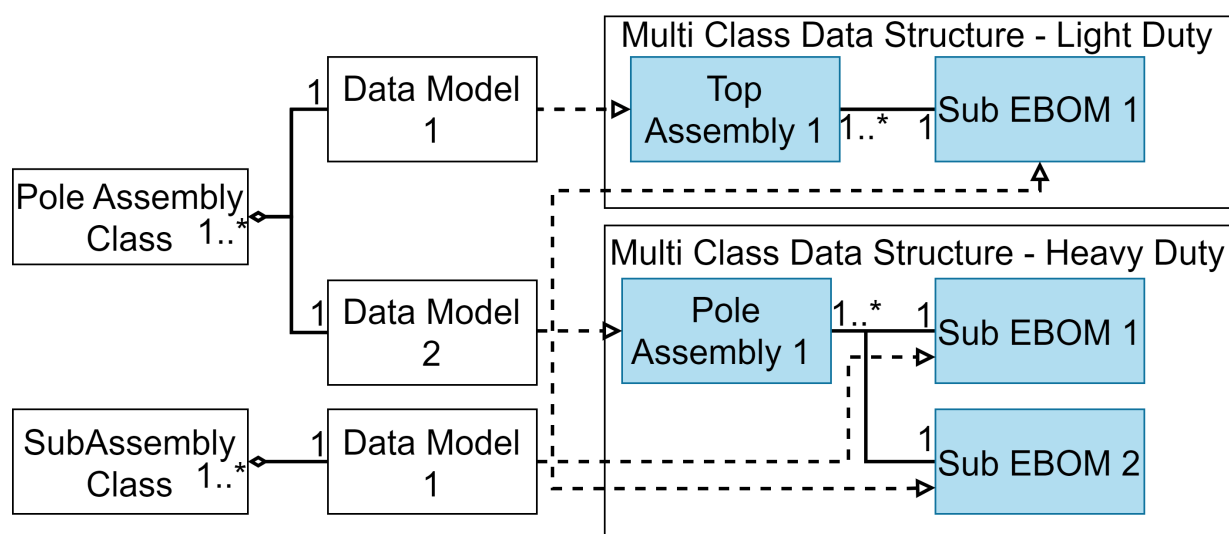 Multi Class Data Structure - Light Duty
Data Model
1
1
Top
Assembly 1
1..*
1
Sub EBOM 1
Pole Assembly
Class
1..*
Multi Class Data Structure - Heavy Duty
1
Data Model
2
Pole
Assembly 1
1..*
1
Sub EBOM 1
SubAssembly
Class
1..*
1
Data Model
1
1
Sub EBOM 2